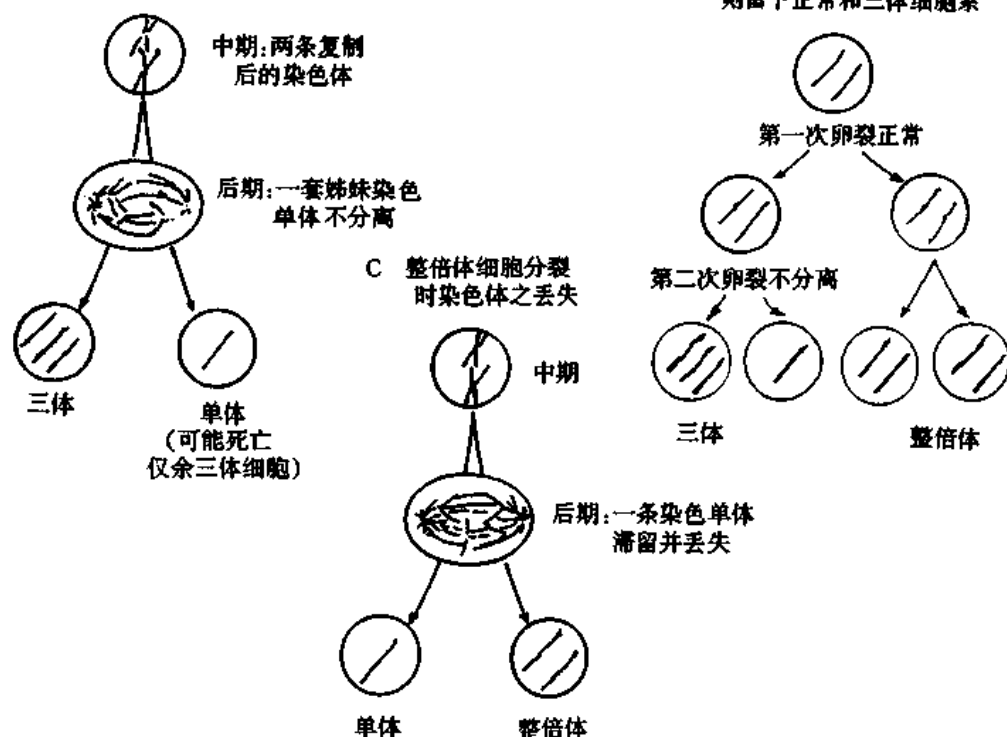 中期:两条复制
后的染色体
后期:一套姊妹染色
单体不分离
三体
单体
(可能死亡
仅余三体细胞)
C 整倍体细胞分裂
时染色体之丢失
中期
后期:一条染色单体
滞留并丢失
单体
整倍体
则留下正常和三体细胞系
第一次卵裂正常
第二次卵裂不分离
三体
整倍体